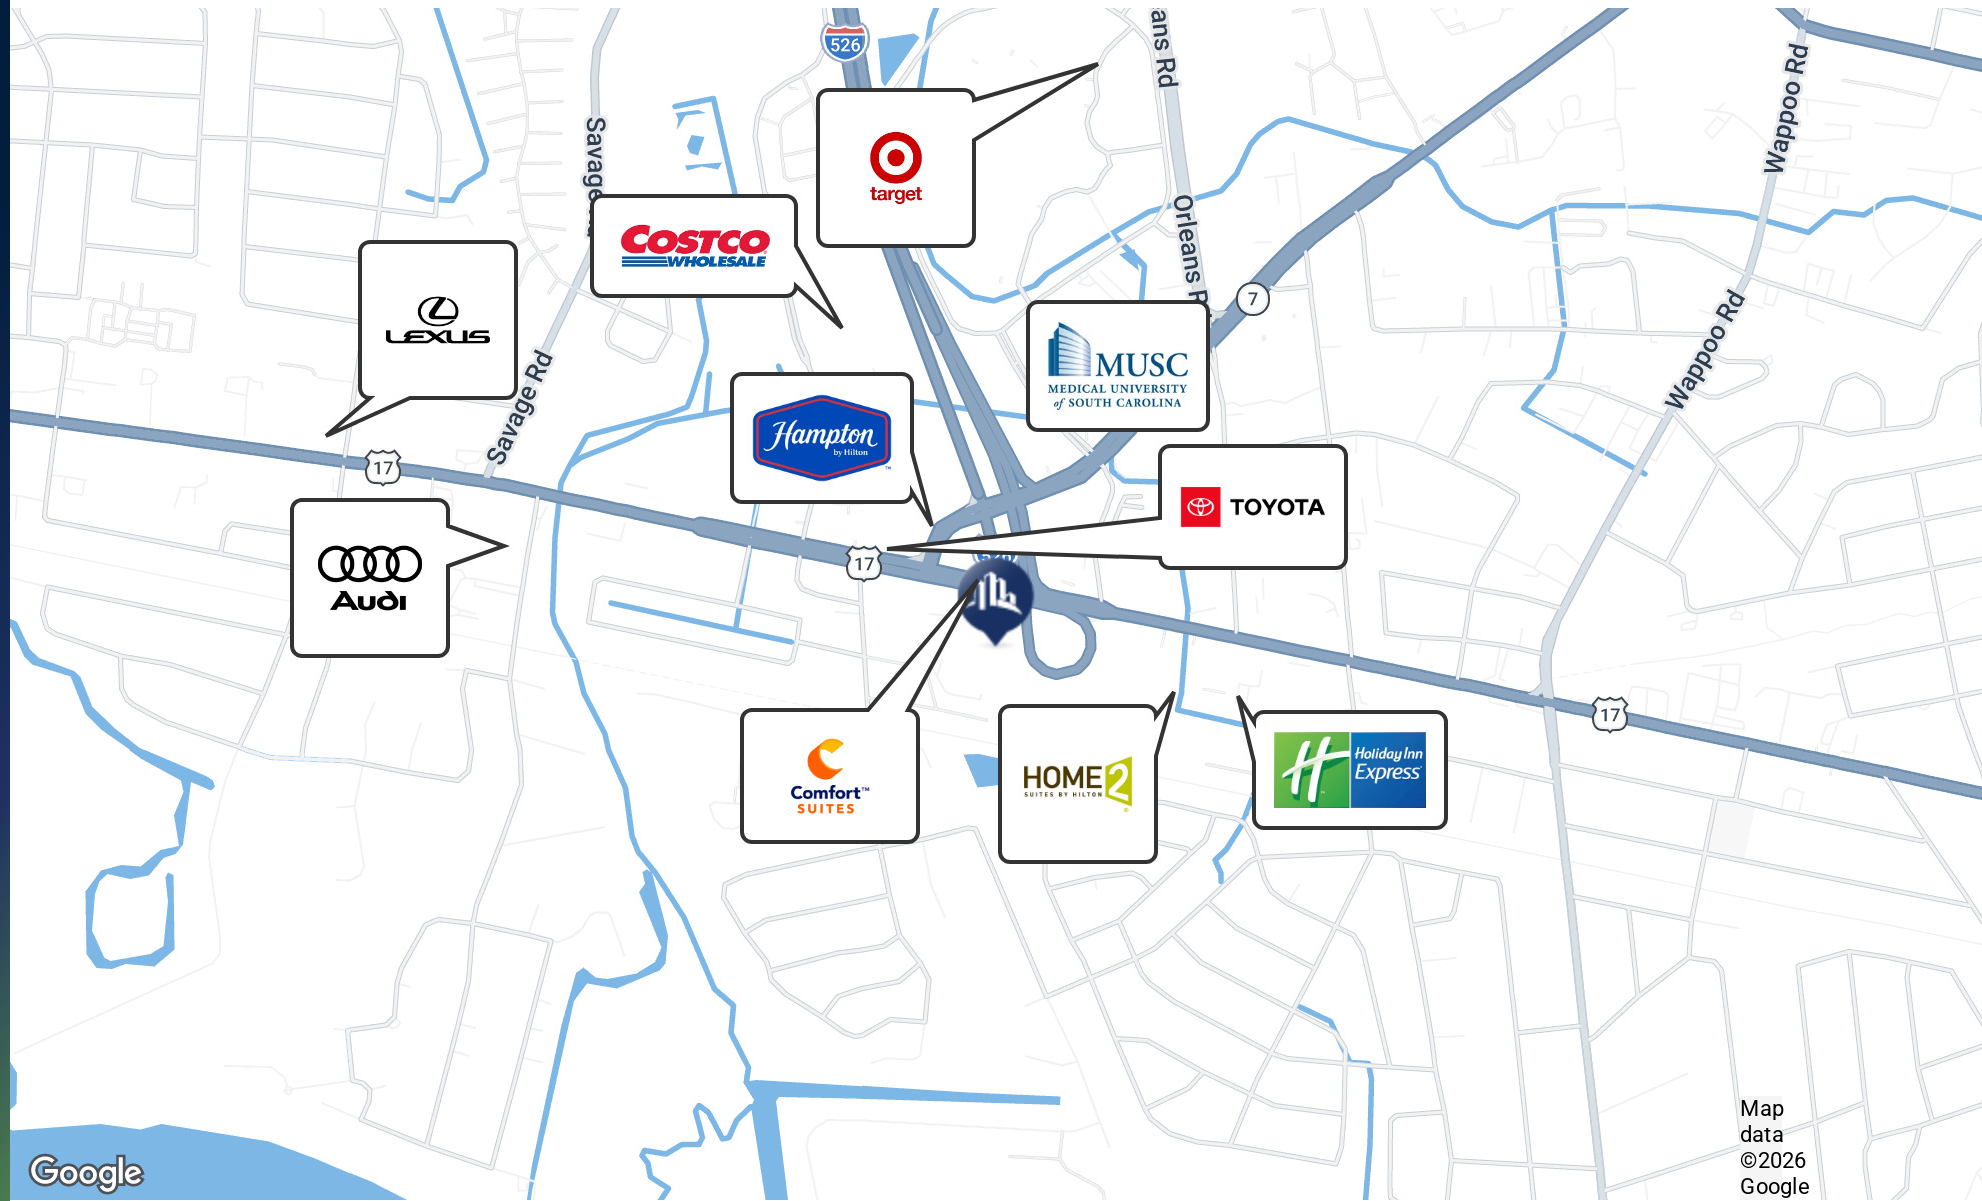 526
ans Rd
Wappoo Rd
Savage
target
COSTCO
WHOLESALE
Orleans R
7
LEXUS
MUSC
MEDICAL UNIVERSITY
of SOUTH CAROLINA
Wappoo Rd
Savage Rd
Hampton
by Hilton™
17
TOYOTA
17
AUDI
HOME2
SUITES BY HILTON
Holiday Inn
Express
17
Comfort™
SUITES
Map
data
©2026
Google
Google